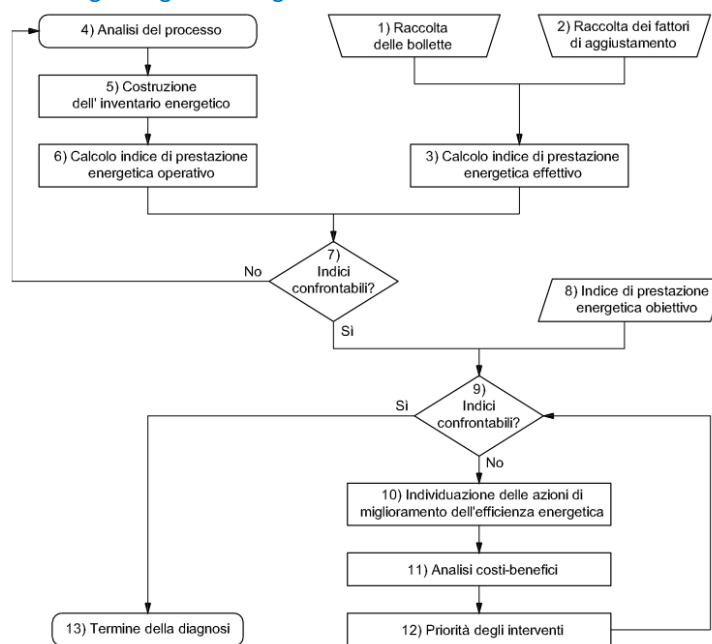 4) Analisi del processo
1) Raccolta
delle bollette
2) Raccolta dei fattori
di aggiustamento
5) Costruzione
dell' inventario energetico
6) Calcolo indice di prestazione
energetica operativo
3) Calcolo indice di prestazione
energetica effettivo
7)
Indici
confrontabili?
No
Sì
8) Indice di prestazione
energetica obiettivo
9)
Indici
confrontabili?
Sì
No
10) Individuazione delle azioni di
miglioramento dell'efficienza energetica
11) Analisi costi-benefici
12) Priorità degli interventi
13) Termine della diagnosi